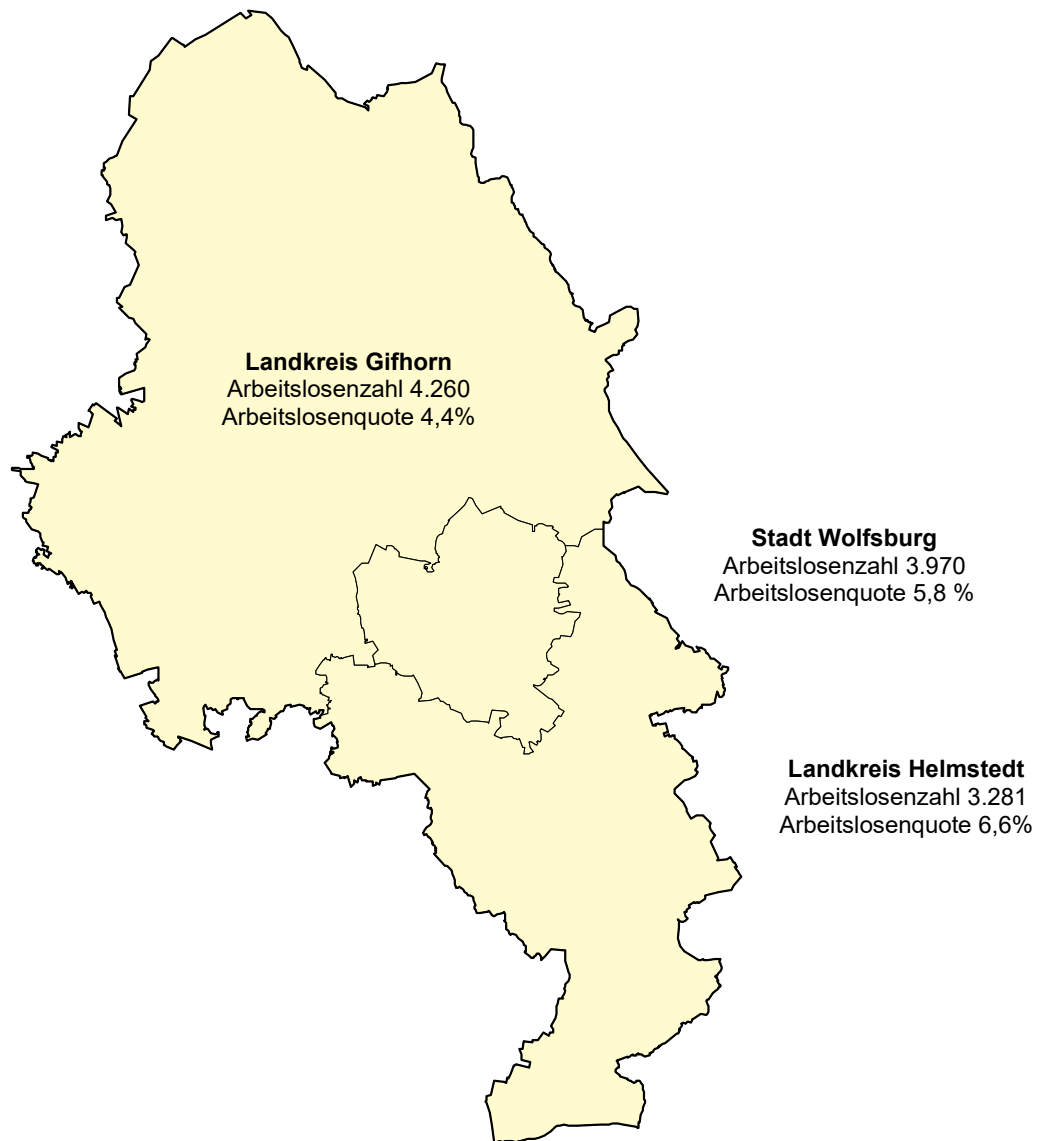 Landkreis Gifhorn
Arbeitslosenzahl 4.260
Arbeitslosenquote 4,4%
Stadt Wolfsburg
Arbeitslosenzahl 3.970
Arbeitslosenquote 5,8 %
Landkreis Helmstedt
Arbeitslosenzahl 3.281
Arbeitslosenquote 6,6%